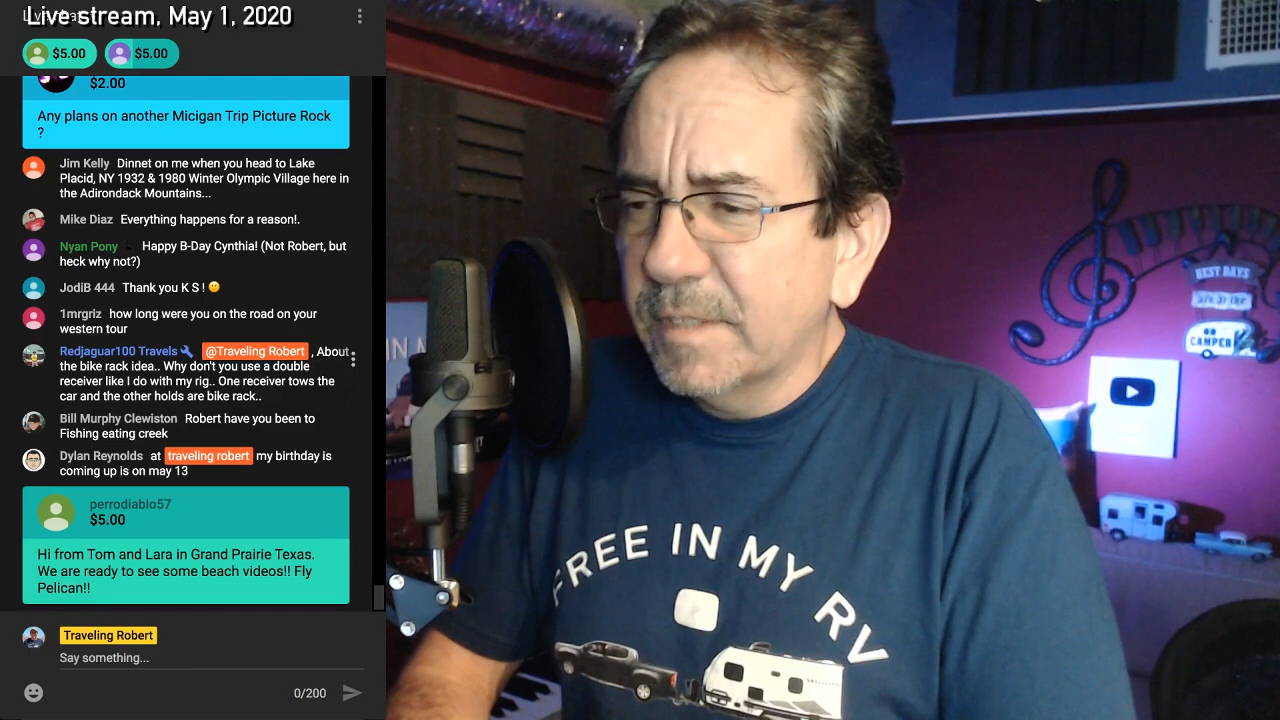 Live stream, May 1, 2020
$5.00 $5.00
$2.00
Any plans on another Micigan Trip Picture Rock
?
Jim Kelly Dinnet on me when you head to Lake
Placid, NY 1932 & 1980 Winter Olympic Village here in
the Adirondack Mountains...
Mike Diaz Everything happens for a reason!.
Nyan Pony Happy B-Day Cynthia! (Not Robert, but
heck why not?)
JodiB 444 Thank you K S !
1mrgriz how long were you on the road on your
western tour
Redjaguar100 Travels @Traveling Robert , About
the bike rack idea.. Why don't you use a double
receiver like I do with my rig.. One receiver tows the
car and the other holds are bike rack..
Bill Murphy Clewiston Robert have you been to
Fishing eating creek
Dylan Reynolds at traveling robert my birthday is
coming up is on may 13
perrodiablo57
$5.00
Hi from Tom and Lara in Grand Prairie Texas.
We are ready to see some beach videos!! Fly
Pelican!!
Traveling Robert
Say something...
0/200
IN M
BEST DAYS
CAMPER
FREE IN MY RV